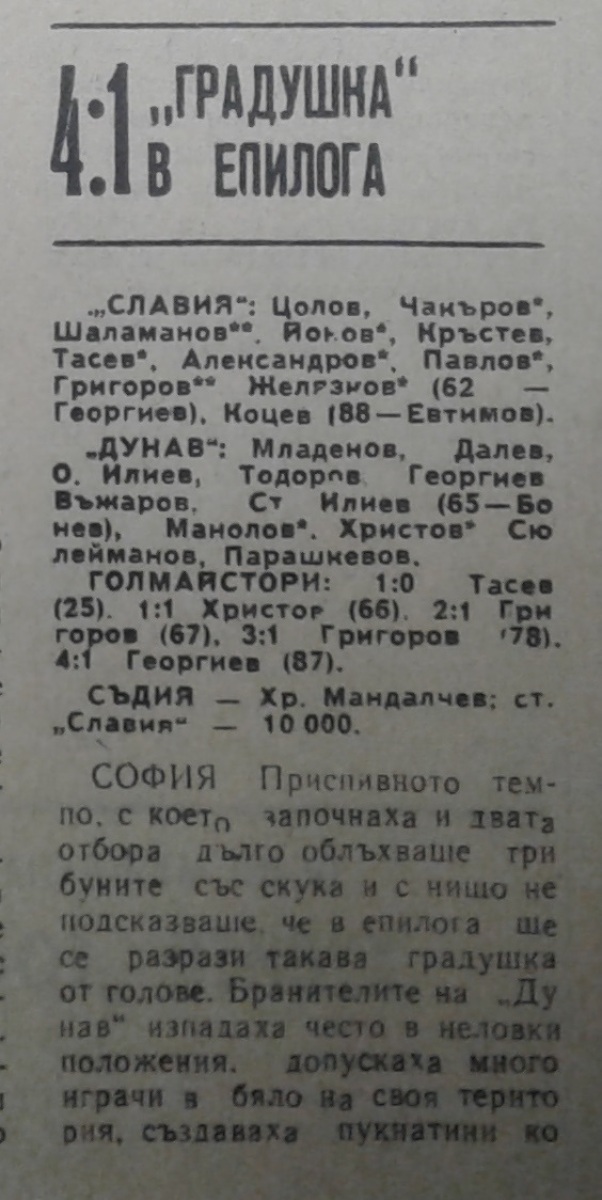 4:1 „ГРАДУШКА“
В ЕПИЛОГА
„СЛАВИЯ“: Цолов, Чакъров*,
Шаламанов**, Йоков*, Кръстев,
Тасев*, Александров*, Павлов*,
Григоров** Желязков* (62 —
Георгиев), Коцев (88—Евтимов).
„ДУНАВ“: Младенов, Далев,
О. Илиев, Тодоров, Георгиев
Въжаров, Ст Илиев (65—Бо
нев), Манолов*, Христов* Сю
лейманов, Парашкевов.
ГОЛМАЙСТОРИ: 1:0 Тасев
(25). 1:1 Христов (66). 2:1 Гри
горов (67). 3:1 Григоров (78).
4:1 Георгиев (87).
СЪДИЯ — Хр. Мандалчев; ст.
„Славия“ — 10 000.
СОФИЯ Приспивното тем-
по, с което започнаха и двата
отбора дълго облъхваше три
буните със скука и с нищо не
подсказваше, че в епилога ще
се разрази такава градушка
от голове. Бранителите на „Ду
нав“ изпадаха често в неловки
положения, допускаха много
играчи в бяло на своя терито
рия, създаваха пукнатини ко